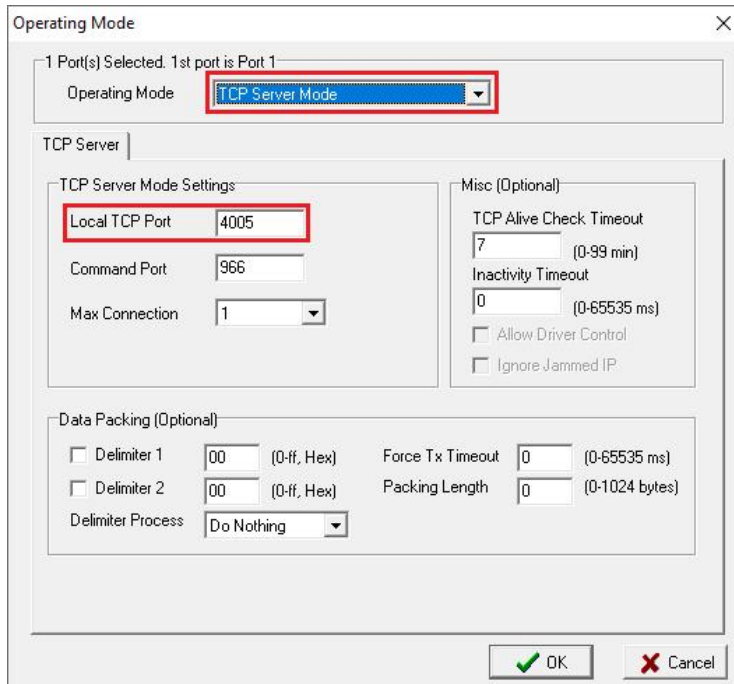 Operating Mode
1 Port(s) Selected. 1st port is Port 1
Operating Mode TCP Server Mode
TCP Server
TCP Server Mode Settings
Local TCP Port 4005
Command Port 966
Max Connection 1
Misc (Optional)
TCP Alive Check Timeout
7 (0-99 min)
Inactivity Timeout
0 (0-65535 ms)
Allow Driver Control
Ignore Jammed IP
Data Packing (Optional)
Delimiter 1 00 (0-ff, Hex) Force Tx Timeout 0 (0-65535 ms)
Delimiter 2 00 (0-ff, Hex) Packing Length 0 (0-1024 bytes)
Delimiter Process Do Nothing
OK Cancel